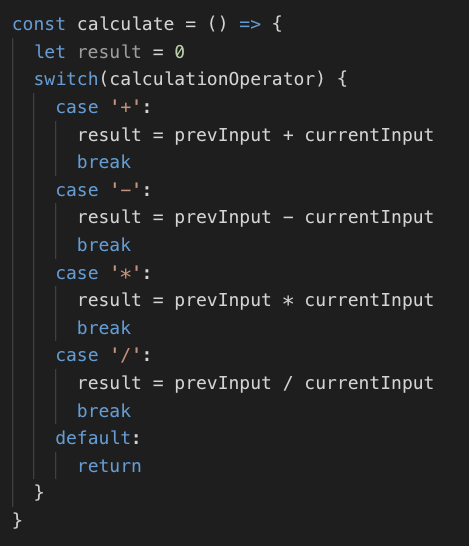 const calculate = () => {
  let result = 0
  switch(calculationOperator) {
    case '+':
      result = prevInput + currentInput
      break
    case '-':
      result = prevInput - currentInput
      break
    case '*':
      result = prevInput * currentInput
      break
    case '/':
      result = prevInput / currentInput
      break
    default:
      return
  }
}